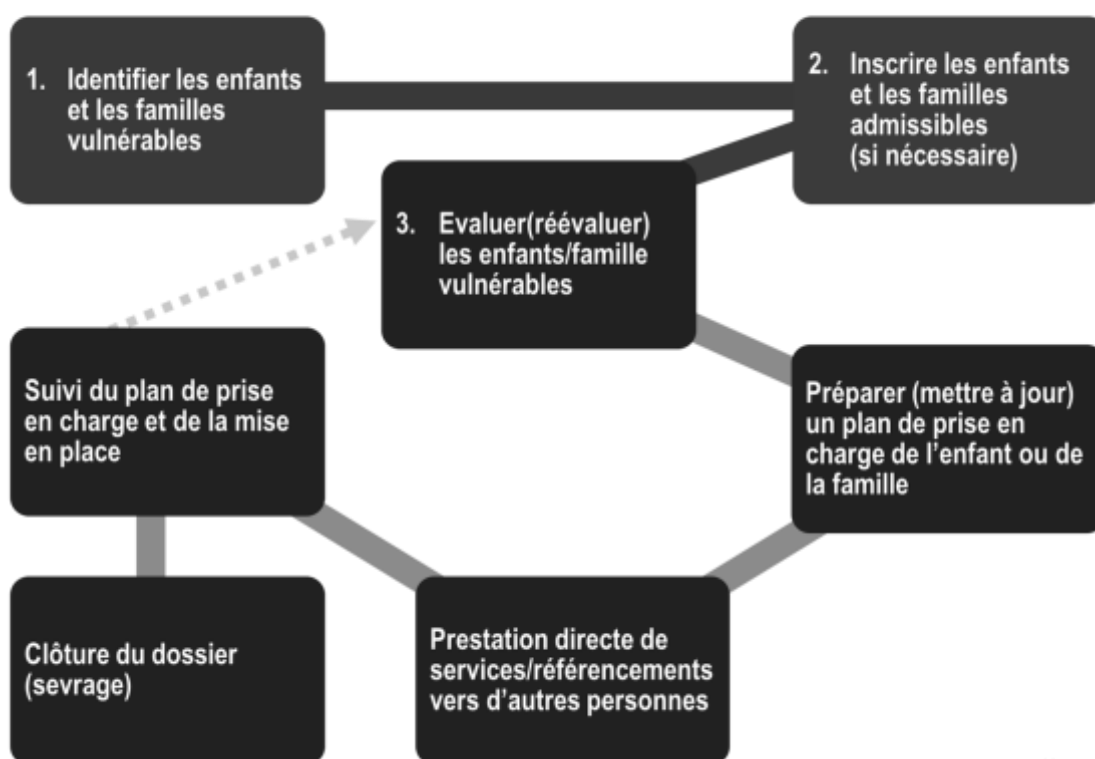 1. Identifier les enfants
et les familles
vulnérables
2. Inscrire les enfants
et les familles
admissibles
(si nécessaire)
3. Evaluer(réévaluer)
les enfants/famille
vulnérables
Préparer (mettre à jour)
un plan de prise en
charge de l'enfant ou de
la famille
Prestation directe de
services/référencements
vers d'autres personnes
Suivi du plan de prise
en charge et de la mise
en place
Clôture du dossier
(sevrage)